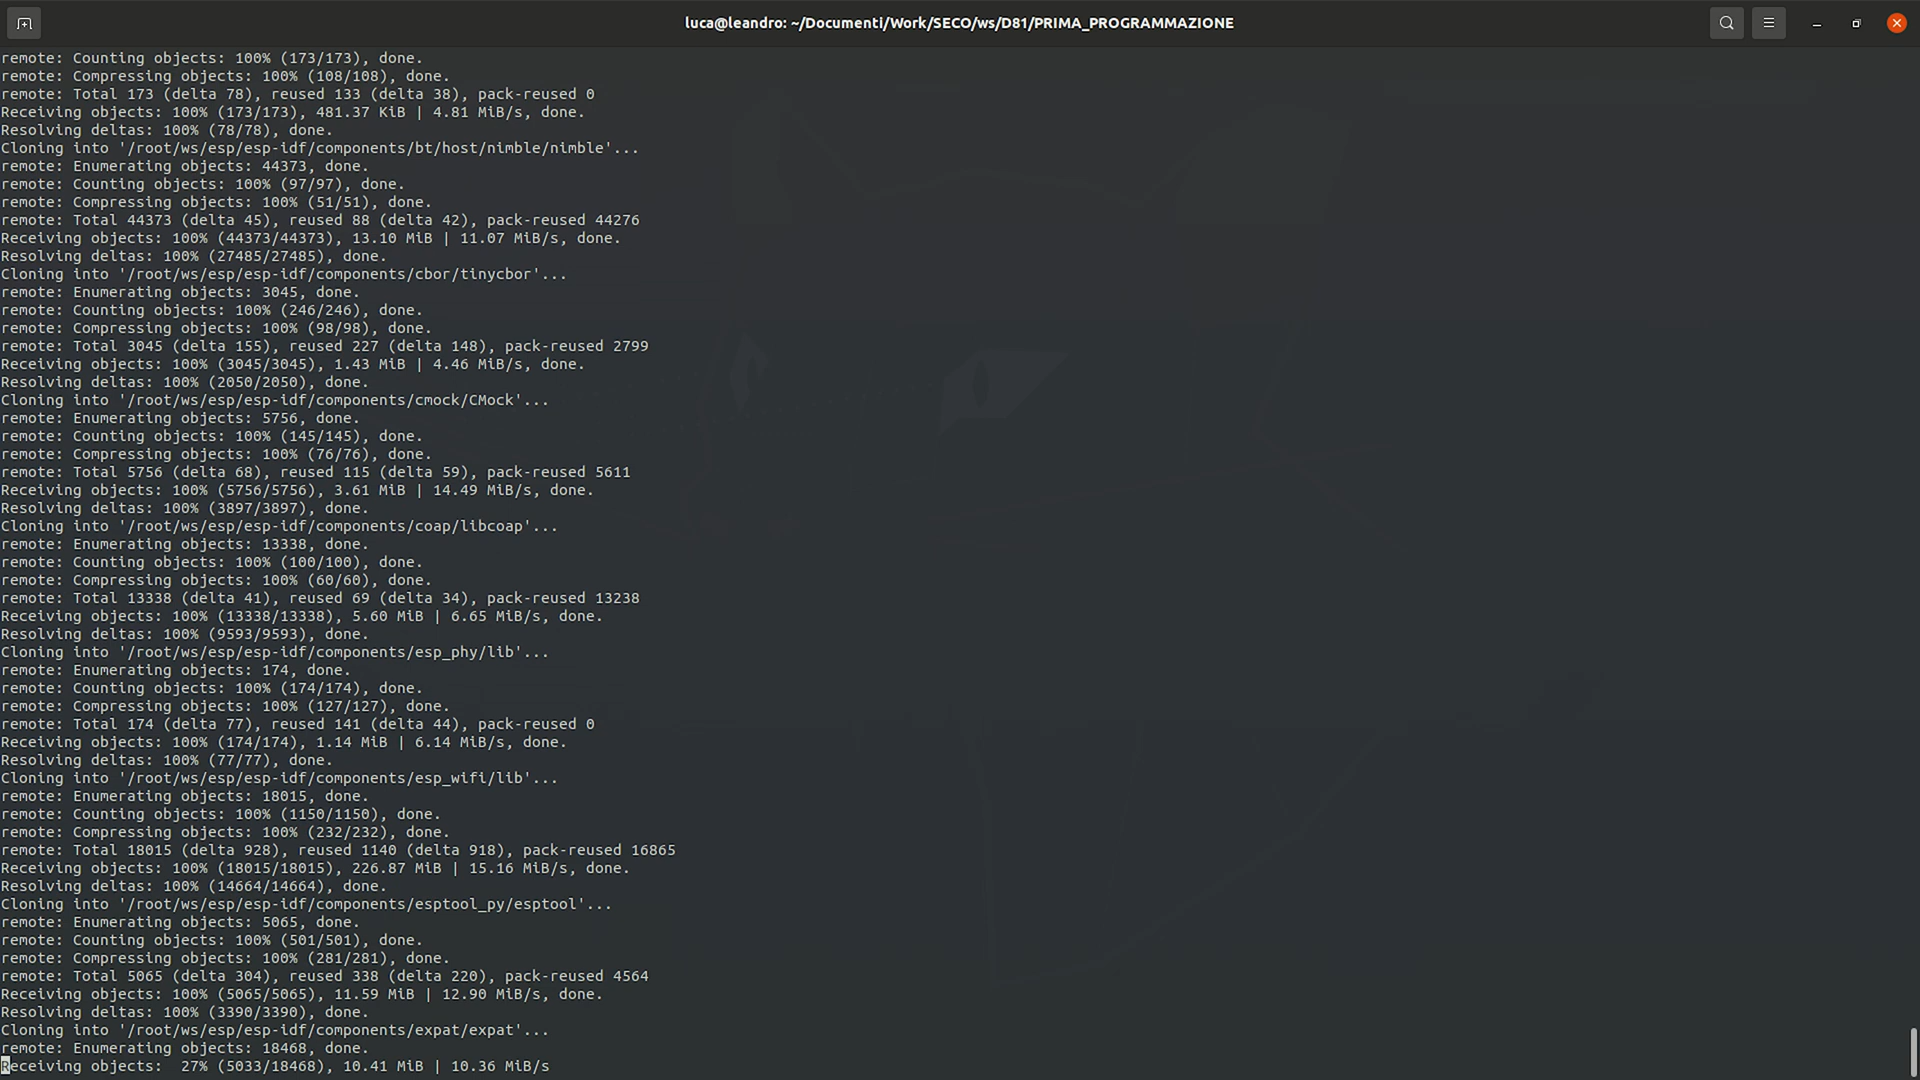 luca@leandro: ~/Documenti/Work/SECO/ws/D81/PRIMA_PROGRAMMAZIONE
remote: Counting objects: 100% (173/173), done.
remote: Compressing objects: 100% (108/108), done.
remote: Total 173 (delta 78), reused 133 (delta 38), pack-reused 0
Receiving objects: 100% (173/173), 481.37 KiB | 4.81 MiB/s, done.
Resolving deltas: 100% (78/78), done.
Cloning into '/root/ws/esp/esp-idf/components/bt/host/nimble/nimble'...
remote: Enumerating objects: 44373, done.
remote: Counting objects: 100% (97/97), done.
remote: Compressing objects: 100% (51/51), done.
remote: Total 44373 (delta 45), reused 88 (delta 42), pack-reused 44276
Receiving objects: 100% (44373/44373), 13.10 MiB | 11.07 MiB/s, done.
Resolving deltas: 100% (27485/27485), done.
Cloning into '/root/ws/esp/esp-idf/components/cbor/tinycbor'...
remote: Enumerating objects: 3045, done.
remote: Counting objects: 100% (246/246), done.
remote: Compressing objects: 100% (98/98), done.
remote: Total 3045 (delta 155), reused 227 (delta 148), pack-reused 2799
Receiving objects: 100% (3045/3045), 1.43 MiB | 4.46 MiB/s, done.
Resolving deltas: 100% (2050/2050), done.
Cloning into '/root/ws/esp/esp-idf/components/cmock/CMock'...
remote: Enumerating objects: 5756, done.
remote: Counting objects: 100% (145/145), done.
remote: Compressing objects: 100% (76/76), done.
remote: Total 5756 (delta 68), reused 115 (delta 59), pack-reused 5611
Receiving objects: 100% (5756/5756), 3.61 MiB | 14.49 MiB/s, done.
Resolving deltas: 100% (3897/3897), done.
Cloning into '/root/ws/esp/esp-idf/components/coap/libcoap'...
remote: Enumerating objects: 13338, done.
remote: Counting objects: 100% (100/100), done.
remote: Compressing objects: 100% (60/60), done.
remote: Total 13338 (delta 41), reused 69 (delta 34), pack-reused 13238
Receiving objects: 100% (13338/13338), 5.60 MiB | 6.65 MiB/s, done.
Resolving deltas: 100% (9593/9593), done.
Cloning into '/root/ws/esp/esp-idf/components/esp_phy/lib'...
remote: Enumerating objects: 174, done.
remote: Counting objects: 100% (174/174), done.
remote: Compressing objects: 100% (127/127), done.
remote: Total 174 (delta 77), reused 141 (delta 44), pack-reused 0
Receiving objects: 100% (174/174), 1.14 MiB | 6.14 MiB/s, done.
Resolving deltas: 100% (77/77), done.
Cloning into '/root/ws/esp/esp-idf/components/esp_wifi/lib'...
remote: Enumerating objects: 18015, done.
remote: Counting objects: 100% (1150/1150), done.
remote: Compressing objects: 100% (232/232), done.
remote: Total 18015 (delta 928), reused 1140 (delta 918), pack-reused 16865
Receiving objects: 100% (18015/18015), 226.87 MiB | 15.16 MiB/s, done.
Resolving deltas: 100% (14664/14664), done.
Cloning into '/root/ws/esp/esp-idf/components/esptool_py/esptool'...
remote: Enumerating objects: 5065, done.
remote: Counting objects: 100% (501/501), done.
remote: Compressing objects: 100% (281/281), done.
remote: Total 5065 (delta 304), reused 338 (delta 220), pack-reused 4564
Receiving objects: 100% (5065/5065), 11.59 MiB | 12.90 MiB/s, done.
Resolving deltas: 100% (3390/3390), done.
Cloning into '/root/ws/esp/esp-idf/components/expat/expat'...
remote: Enumerating objects: 18468, done.
Receiving objects:  27% (5033/18468), 10.41 MiB | 10.36 MiB/s